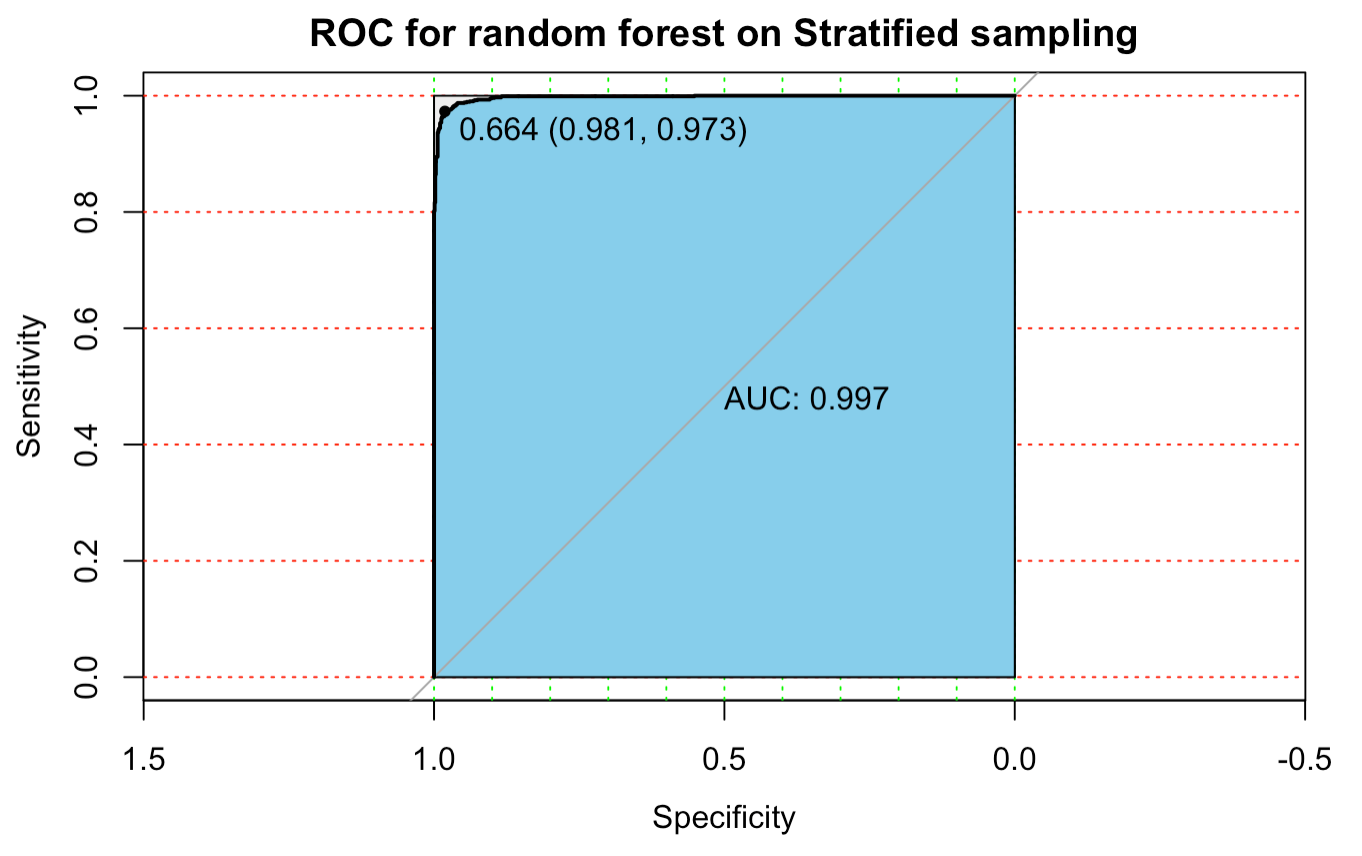 ROC for random forest on Stratified sampling
1.0
0.8
0.6
0.4
0.2
0.0
Sensitivity
0.664 (0.981, 0.973)
AUC: 0.997
1.5 1.0 0.5 0.0 -0.5
Specificity